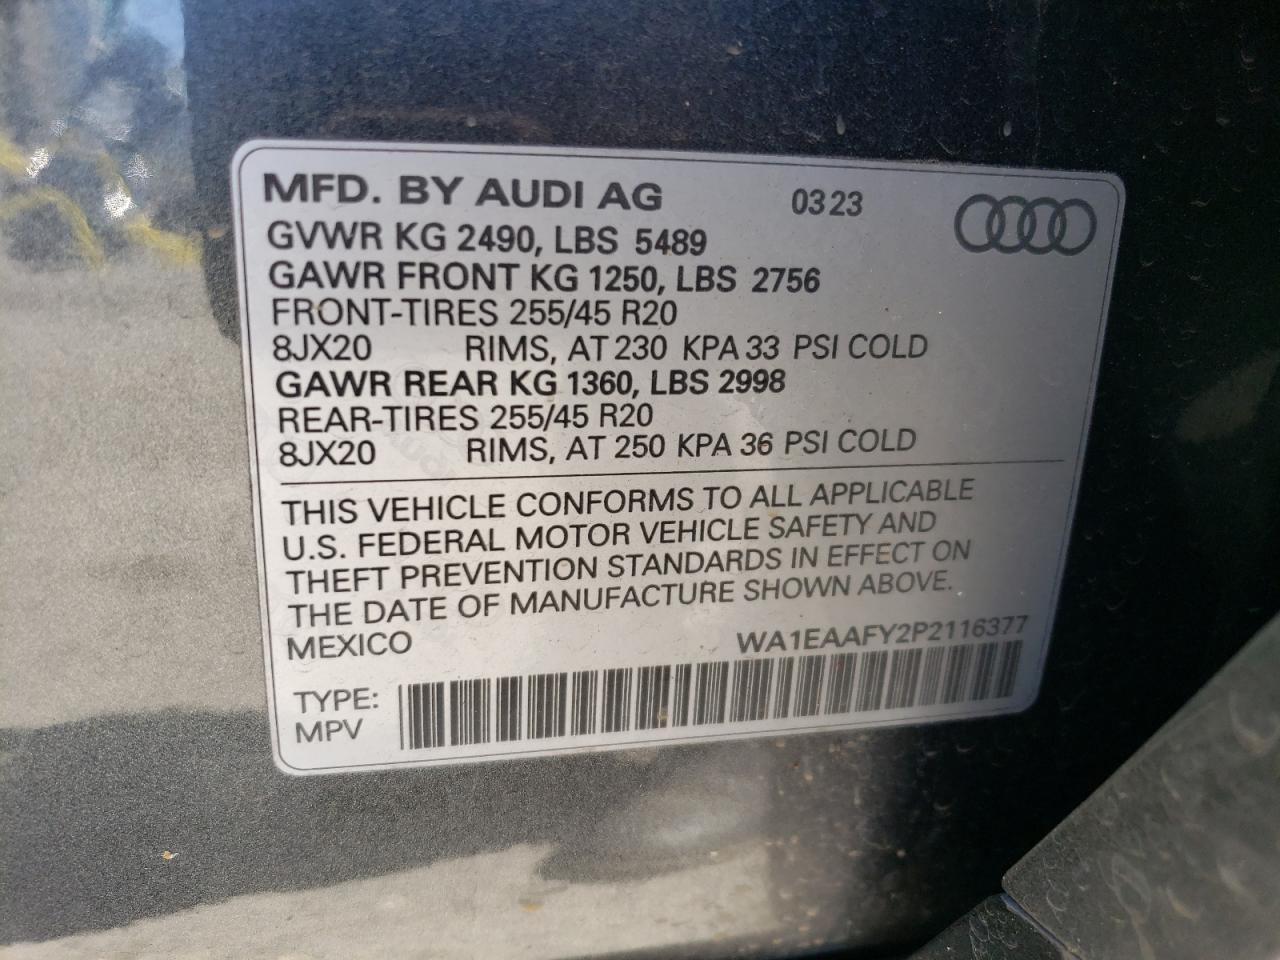 MFD. BY AUDI AG 0323
GVWR KG 2490, LBS 5489
GAWR FRONT KG 1250, LBS 2756
FRONT-TIRES 255/45 R20
8JX20 RIMS, AT 230 KPA 33 PSI COLD
GAWR REAR KG 1360, LBS 2998
REAR-TIRES 255/45 R20
8JX20 RIMS, AT 250 KPA 36 PSI COLD
THIS VEHICLE CONFORMS TO ALL APPLICABLE
U.S. FEDERAL MOTOR VEHICLE SAFETY AND
THEFT PREVENTION STANDARDS IN EFFECT ON
THE DATE OF MANUFACTURE SHOWN ABOVE.
MEXICO WA1EAAFY2P2116377
TYPE:
MPV